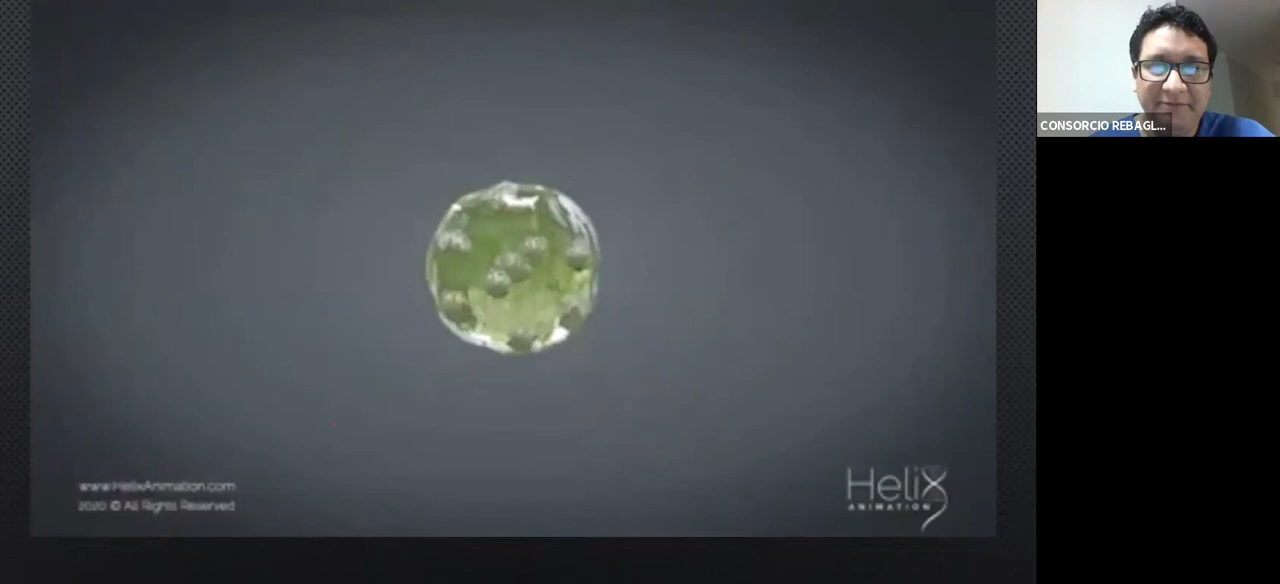 CONSORCIO REBAGL...
www.HelixAnimation.com
2020 © All Rights Reserved
Helix
ANIMATION